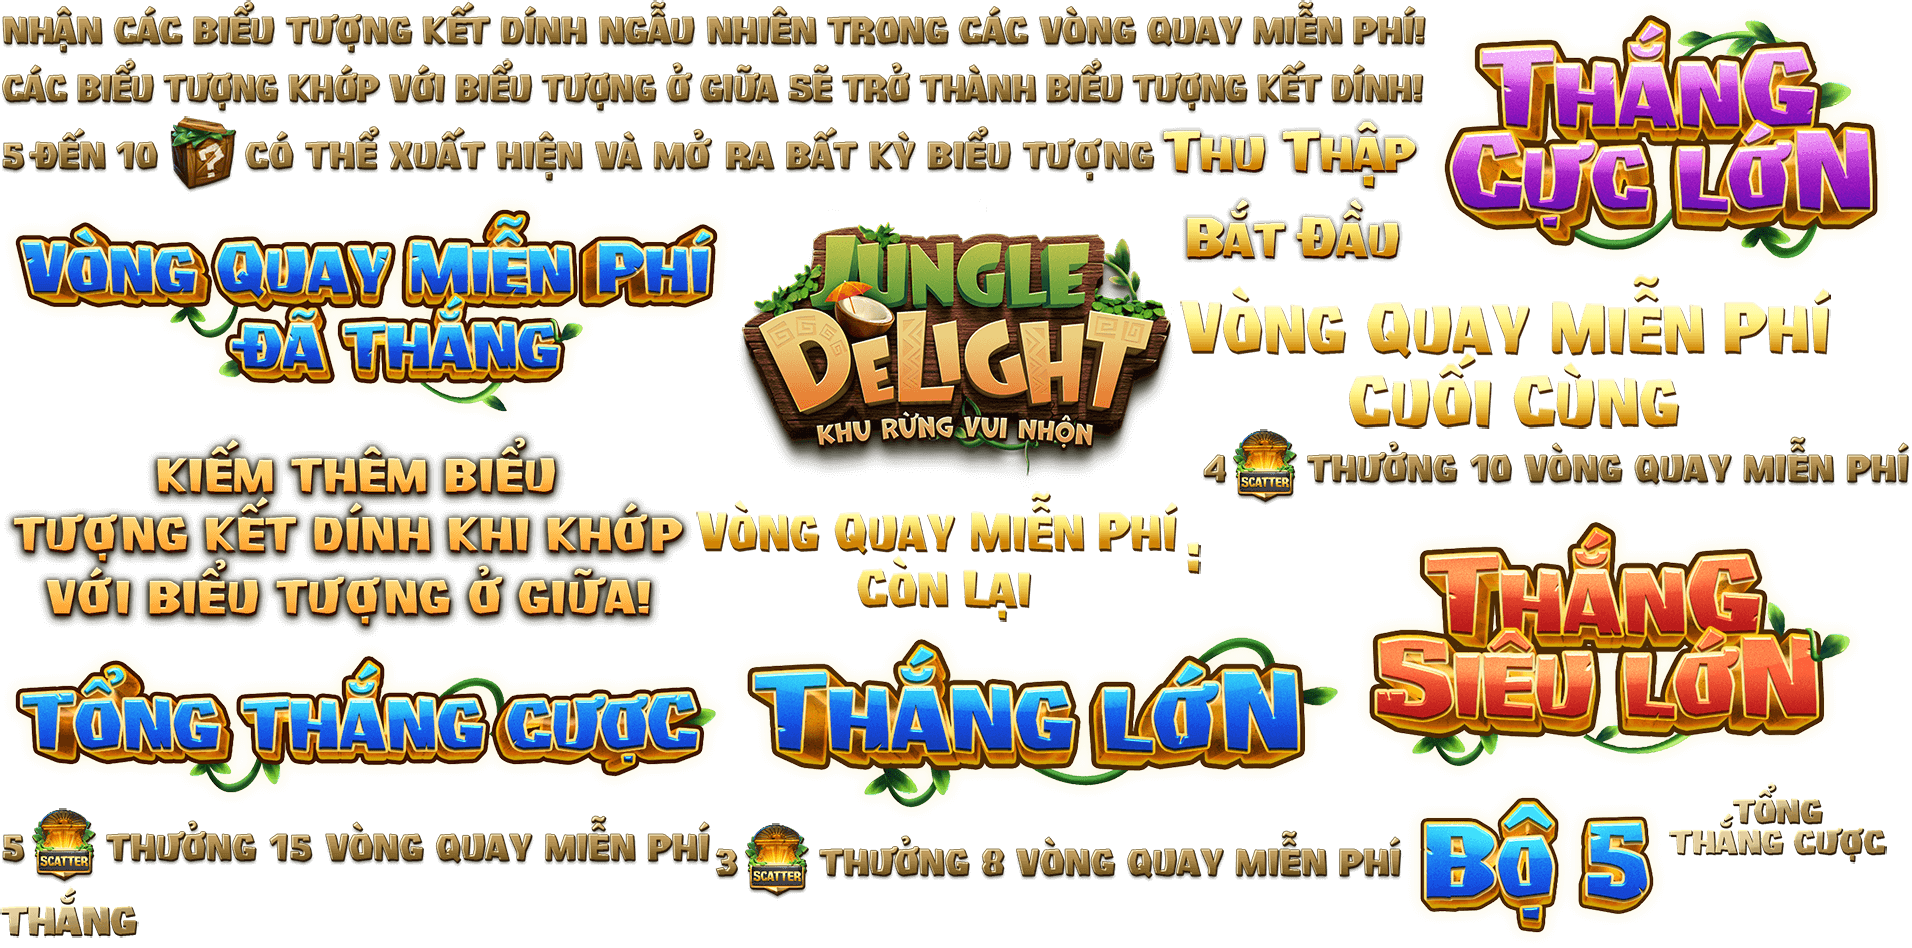 NHẬN CÁC BIỂU TƯỢNG KẾT DÍNH NGẪU NHIÊN TRONG CÁC VÒNG QUAY MIỄN PHÍ!
CÁC BIỂU TƯỢNG KHỚP VỚI BIỂU TƯỢNG Ở GIỮA SẼ TRỞ THÀNH BIỂU TƯỢNG KẾT DÍNH!
5 ĐẾN 10 ? CÓ THỂ XUẤT HIỆN VÀ MỞ RA BẤT KỲ BIỂU TƯỢNG
THU THẬP
THẮNG
CỰC LỚN
BẮT ĐẦU
VÒNG QUAY MIỄN PHÍ
ĐÃ THẮNG
JUNGLE
DELIGHT
KHU RỪNG VUI NHỘN
VÒNG QUAY MIỄN PHÍ
CUỐI CÙNG
4 SCATTER THƯỞNG 10 VÒNG QUAY MIỄN PHÍ
KIẾM THÊM BIỂU
TƯỢNG KẾT DÍNH KHI KHỚP
VỚI BIỂU TƯỢNG Ở GIỮA!
VÒNG QUAY MIỄN PHÍ :
CÒN LẠI
THẮNG
SIÊU LỚN
TỔNG THẮNG CƯỢC
THẮNG LỚN
5 SCATTER THƯỞNG 15 VÒNG QUAY MIỄN PHÍ
3 SCATTER THƯỞNG 8 VÒNG QUAY MIỄN PHÍ
BỘ 5
TỔNG
THẮNG CƯỢC
THẮNG